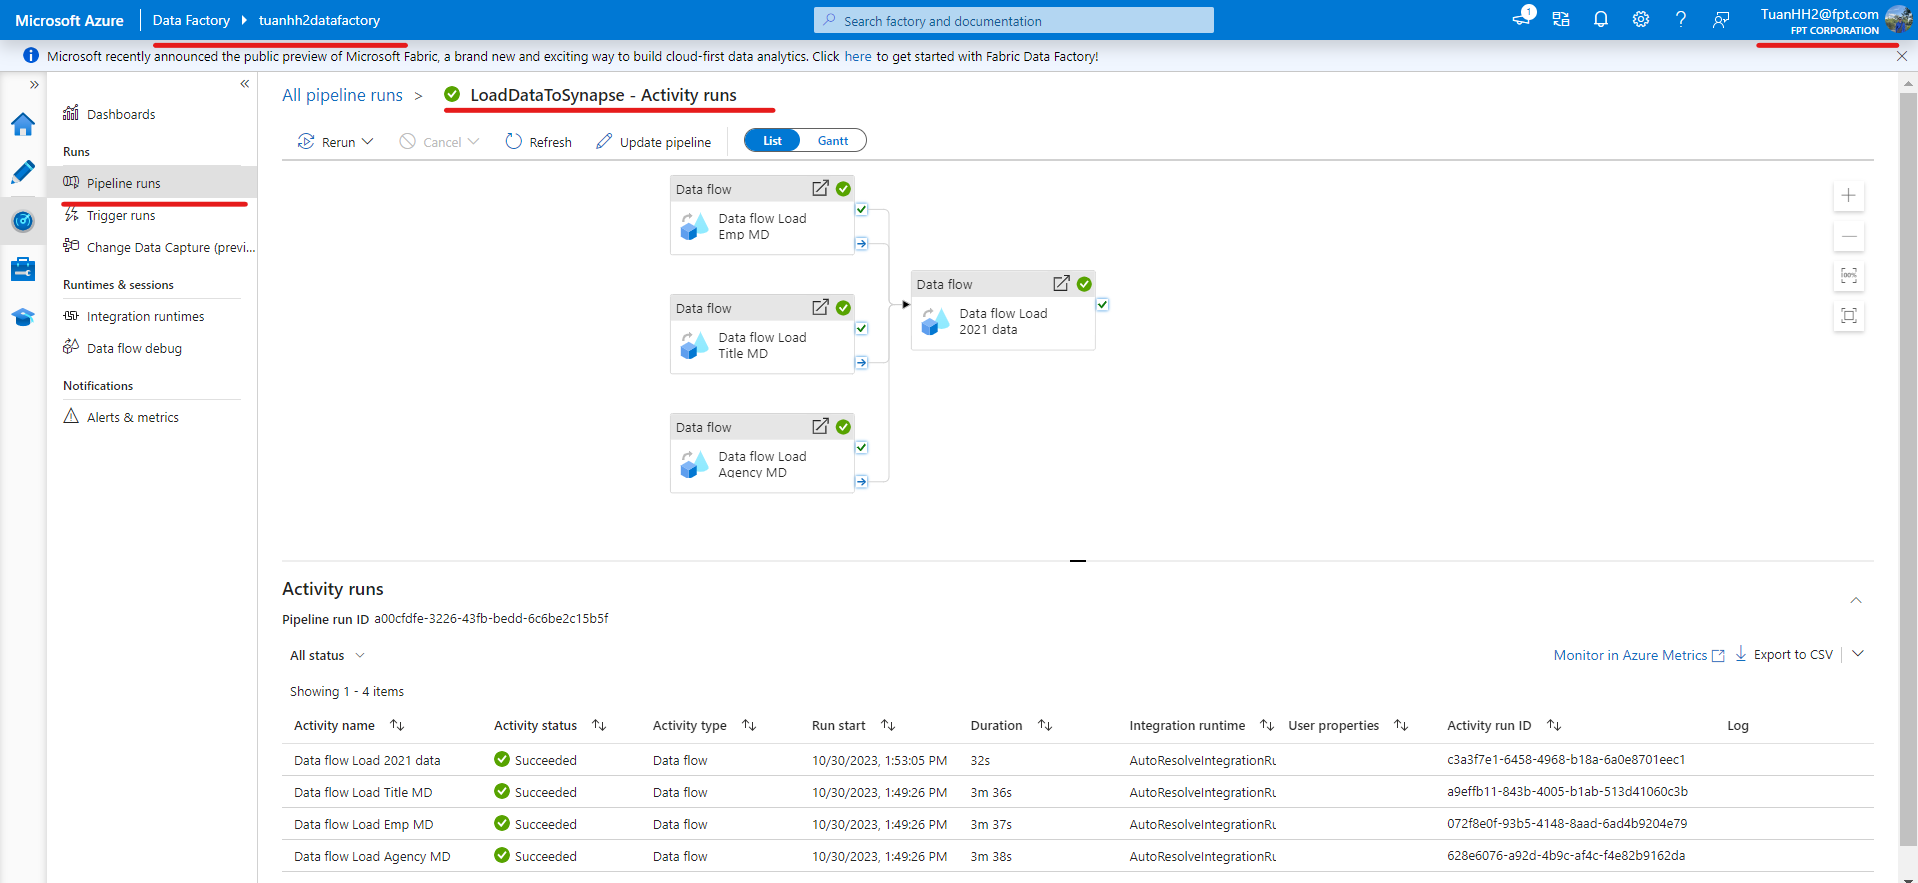 Microsoft Azure
Data Factory
tuanhh2datafactory
Search factory and documentation
1
TuanHH2@fpt.com
FPT CORPORATION
Microsoft recently announced the public preview of Microsoft Fabric, a brand new and exciting way to build cloud-first data analytics. Click here to get started with Fabric Data Factory!
Dashboards
Runs
Pipeline runs
Trigger runs
Change Data Capture (previ...
Runtimes & sessions
Integration runtimes
Data flow debug
Notifications
Alerts & metrics
All pipeline runs > LoadDataToSynapse - Activity runs
Rerun
Cancel
Refresh
Update pipeline
List
Gantt
Data flow
Data flow Load
Emp MD
Data flow
Data flow Load
Title MD
Data flow
Data flow Load
Agency MD
Data flow
Data flow Load
2021 data
100%
Activity runs
Pipeline run ID a00cfdfe-3226-43fb-bedd-6c6be2c15b5f
All status
Monitor in Azure Metrics
Export to CSV
Showing 1 - 4 items
Activity name Activity status Activity type Run start Duration Integration runtime User properties Activity run ID Log
Data flow Load 2021 data Succeeded Data flow 10/30/2023, 1:53:05 PM 32s AutoResolveIntegrationRu c3a3f7e1-6458-4968-b18a-6a0e8701eec1
Data flow Load Title MD Succeeded Data flow 10/30/2023, 1:49:26 PM 3m 36s AutoResolveIntegrationRu a9effb11-843b-4005-b1ab-513d41060c3b
Data flow Load Emp MD Succeeded Data flow 10/30/2023, 1:49:26 PM 3m 37s AutoResolveIntegrationRu 072f8e0f-93b5-4148-8aad-6ad4b9204e79
Data flow Load Agency MD Succeeded Data flow 10/30/2023, 1:49:26 PM 3m 38s AutoResolveIntegrationRu 628e6076-a92d-4b9c-af4c-f4e82b9162da